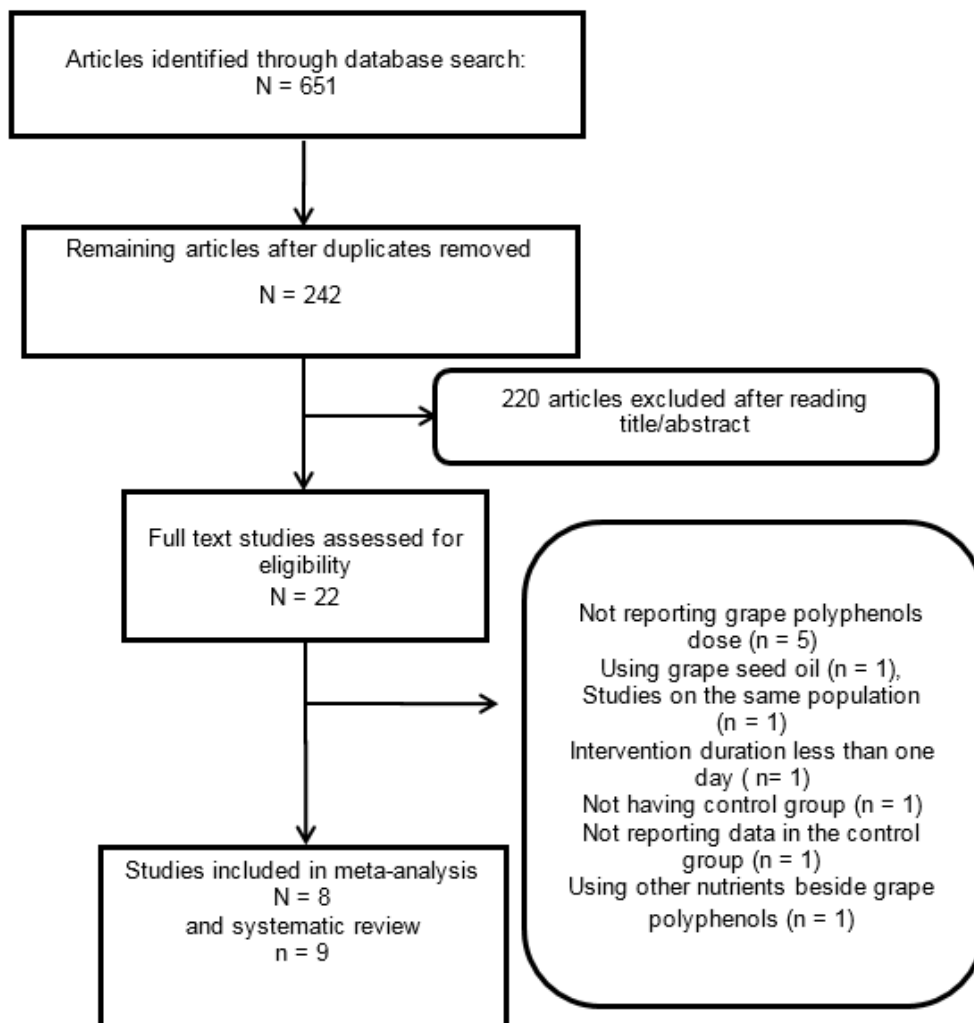 Articles identified through database search:
N = 651
Remaining articles after duplicates removed
N = 242
220 articles excluded after reading
title/abstract
Full text studies assessed for
eligibility
N = 22
Not reporting grape polyphenols
dose (n = 5)
Using grape seed oil (n = 1),
Studies on the same population
(n = 1)
Intervention duration less than one
day ( n= 1)
Not having control group (n = 1)
Not reporting data in the control
group (n = 1)
Using other nutrients beside grape
polyphenols (n = 1)
Studies included in meta-analysis
N = 8
and systematic review
n = 9